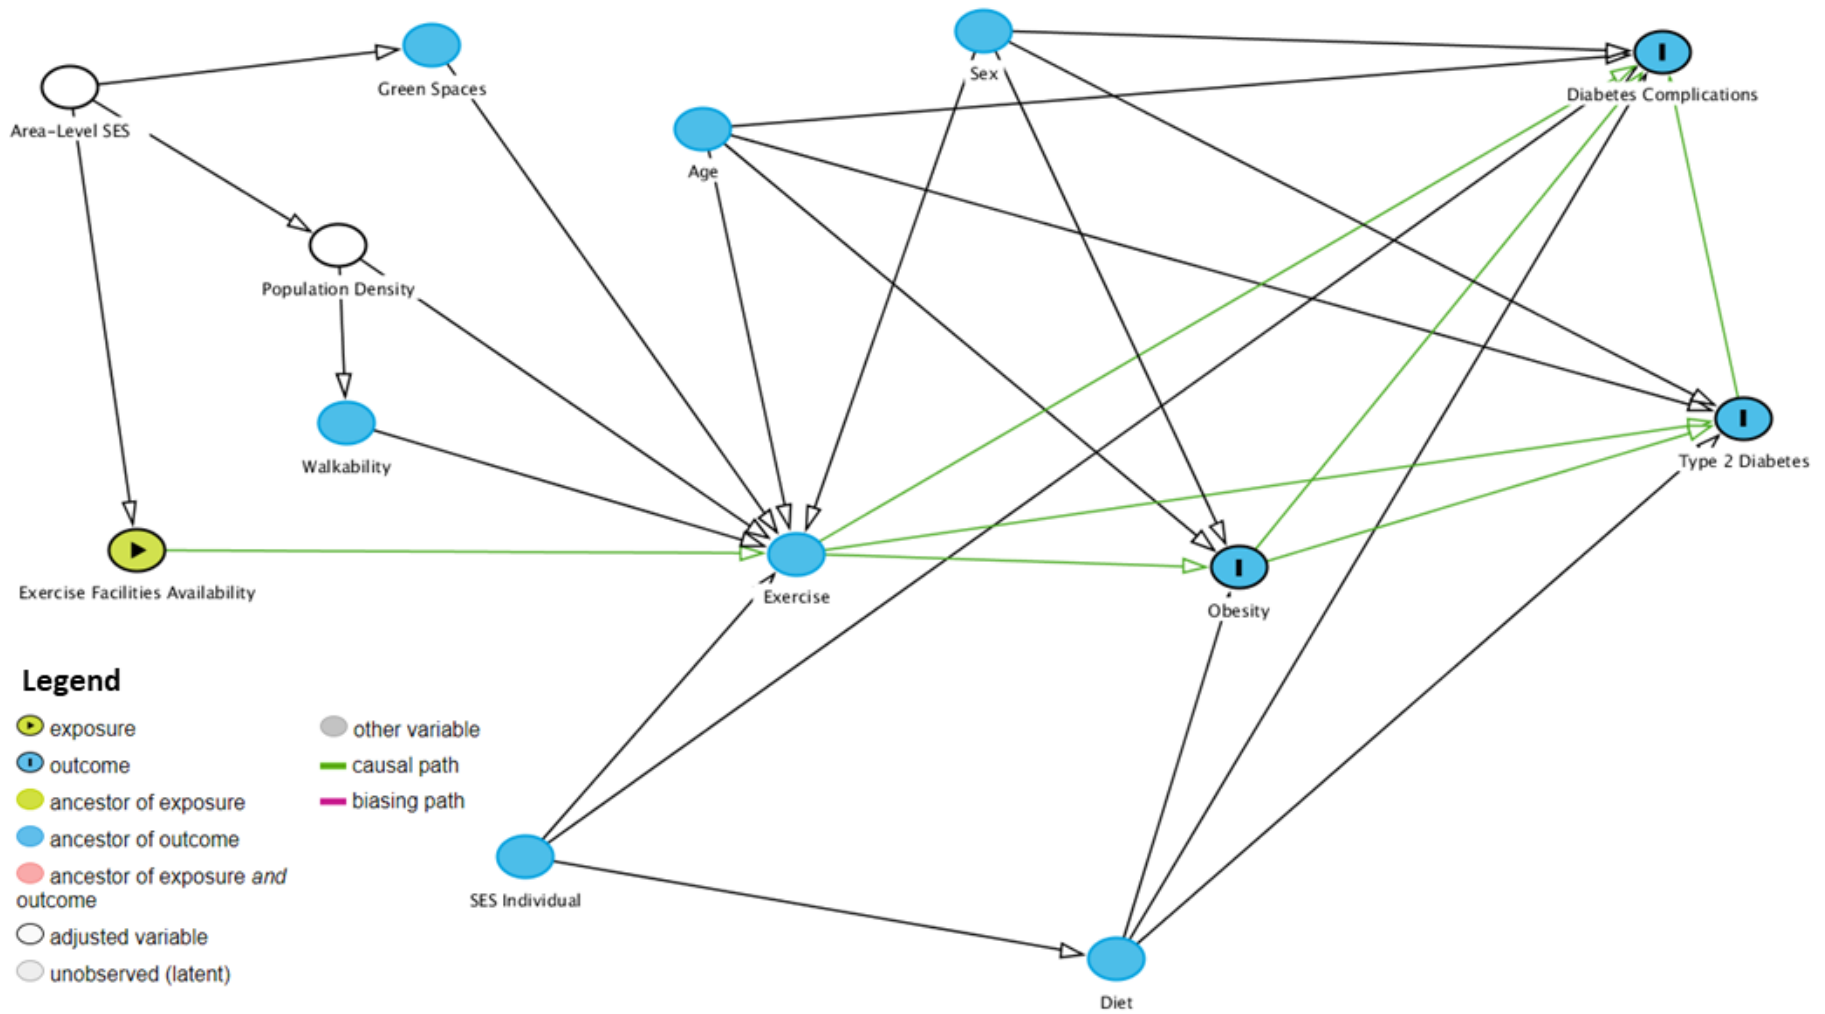 Sex
Green Spaces
Diabetes Complications
Area-Level SES
Age
Population Density
Walkability
Type 2 Diabetes
Exercise Facilities Availability
Exercise
Obesity
SES Individual
Diet
Legend
exposure
outcome
ancestor of exposure
ancestor of outcome
ancestor of exposure and
outcome
adjusted variable
unobserved (latent)
other variable
causal path
biasing path